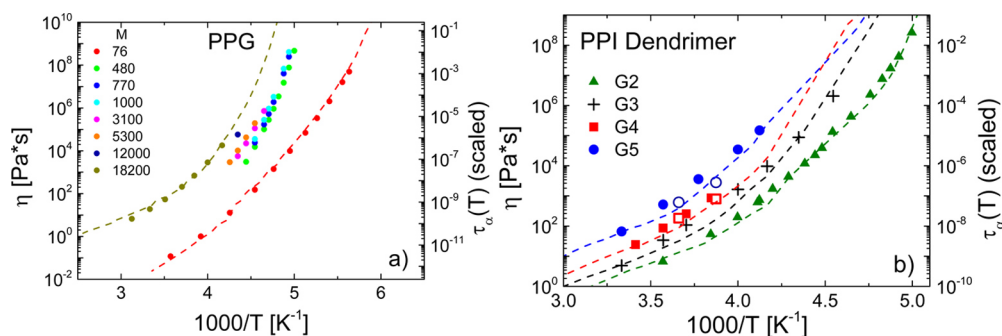 PPG
M
76
480
770
1000
3100
5300
12000
18200
a)
10^10
10^8
10^6
10^4
10^2
10^0
10^-2
η [Pa*s]
10^-1
10^-3
10^-5
10^-7
10^-9
10^-11
τα(T) (scaled)
3
4
5
6
1000/T [K^-1]
PPI Dendrimer
G2
G3
G4
G5
b)
10^8
10^6
10^4
10^2
10^0
η [Pa*s]
10^-2
10^-4
10^-6
10^-8
10^-10
τα(T) (scaled)
3.0
3.5
4.0
4.5
5.0
1000/T [K^-1]